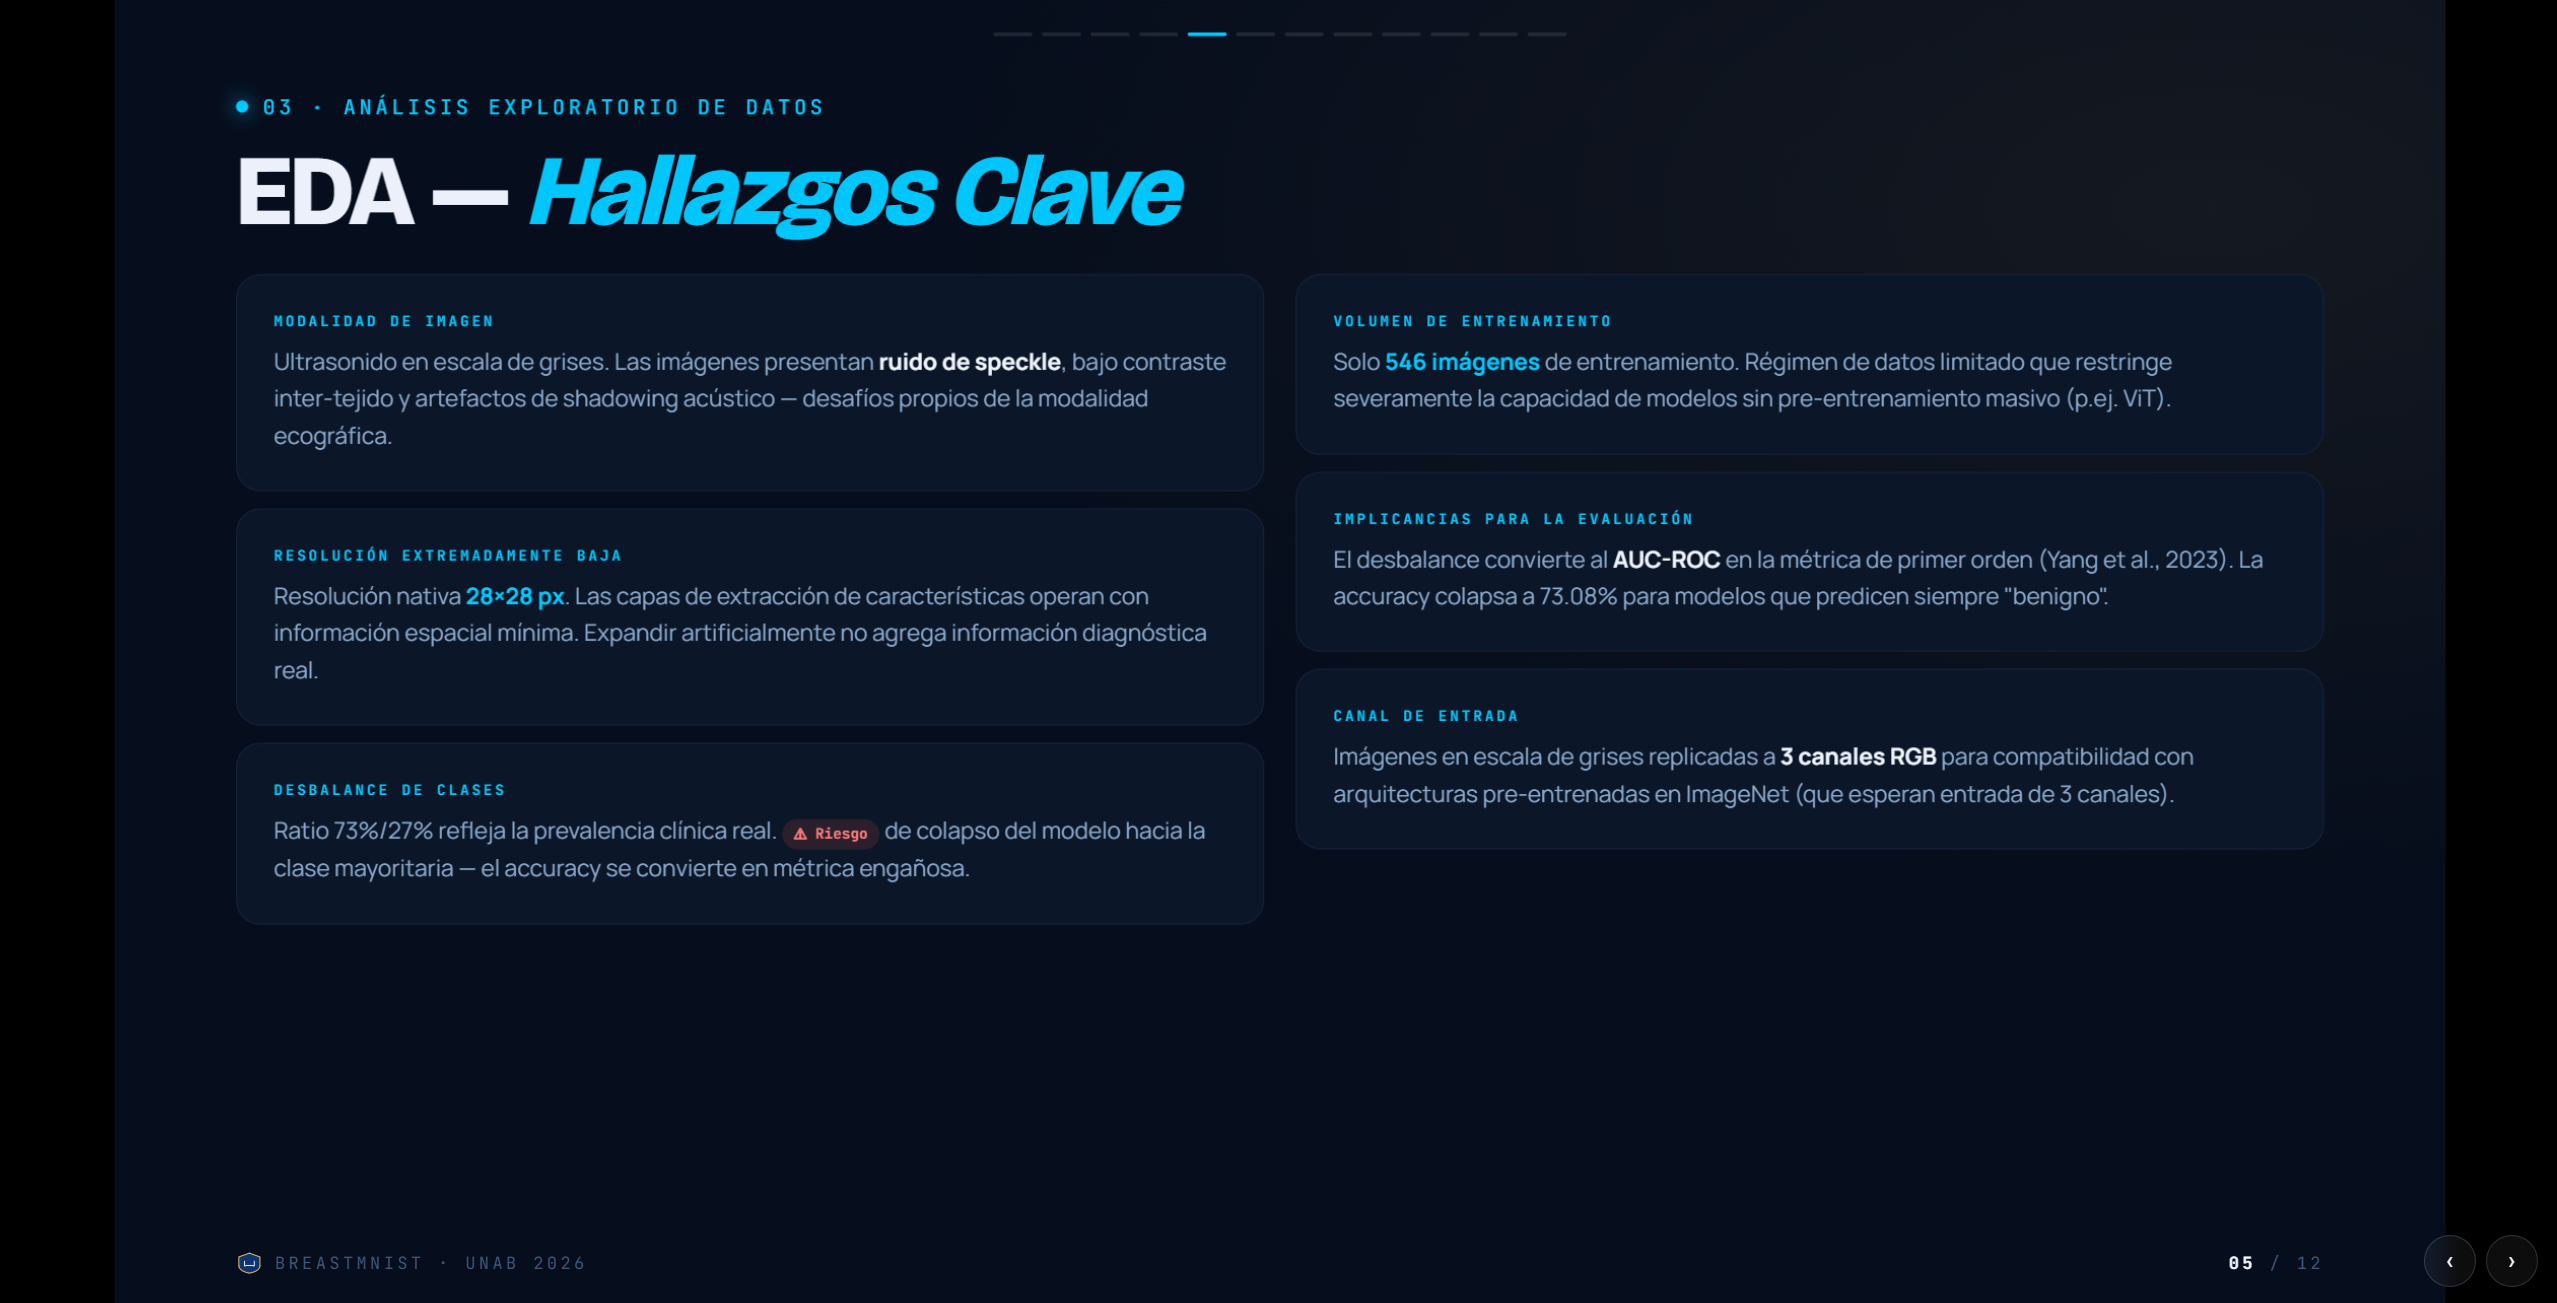 03 · ANÁLISIS EXPLORATORIO DE DATOS
EDA — Hallazgos Clave
MODALIDAD DE IMAGEN
Ultrasonido en escala de grises. Las imágenes presentan ruido de speckle, bajo contraste
inter-tejido y artefactos de shadowing acústico — desafíos propios de la modalidad
ecográfica.
RESOLUCIÓN EXTREMADAMENTE BAJA
Resolución nativa 28×28 px. Las capas de extracción de características operan con
información espacial mínima. Expandir artificialmente no agrega información diagnóstica
real.
DESBALANCE DE CLASES
Ratio 73%/27% refleja la prevalencia clínica real. ⚠ Riesgo de colapso del modelo hacia la
clase mayoritaria — el accuracy se convierte en métrica engañosa.
VOLUMEN DE ENTRENAMIENTO
Solo 546 imágenes de entrenamiento. Régimen de datos limitado que restringe
severamente la capacidad de modelos sin pre-entrenamiento masivo (p.ej. ViT).
IMPLICANCIAS PARA LA EVALUACIÓN
El desbalance convierte al AUC-ROC en la métrica de primer orden (Yang et al., 2023). La
accuracy colapsa a 73.08% para modelos que predicen siempre "benigno".
CANAL DE ENTRADA
Imágenes en escala de grises replicadas a 3 canales RGB para compatibilidad con
arquitecturas pre-entrenadas en ImageNet (que esperan entrada de 3 canales).
BREASTMNIST · UNAB 2026
05 / 12
‹ ›